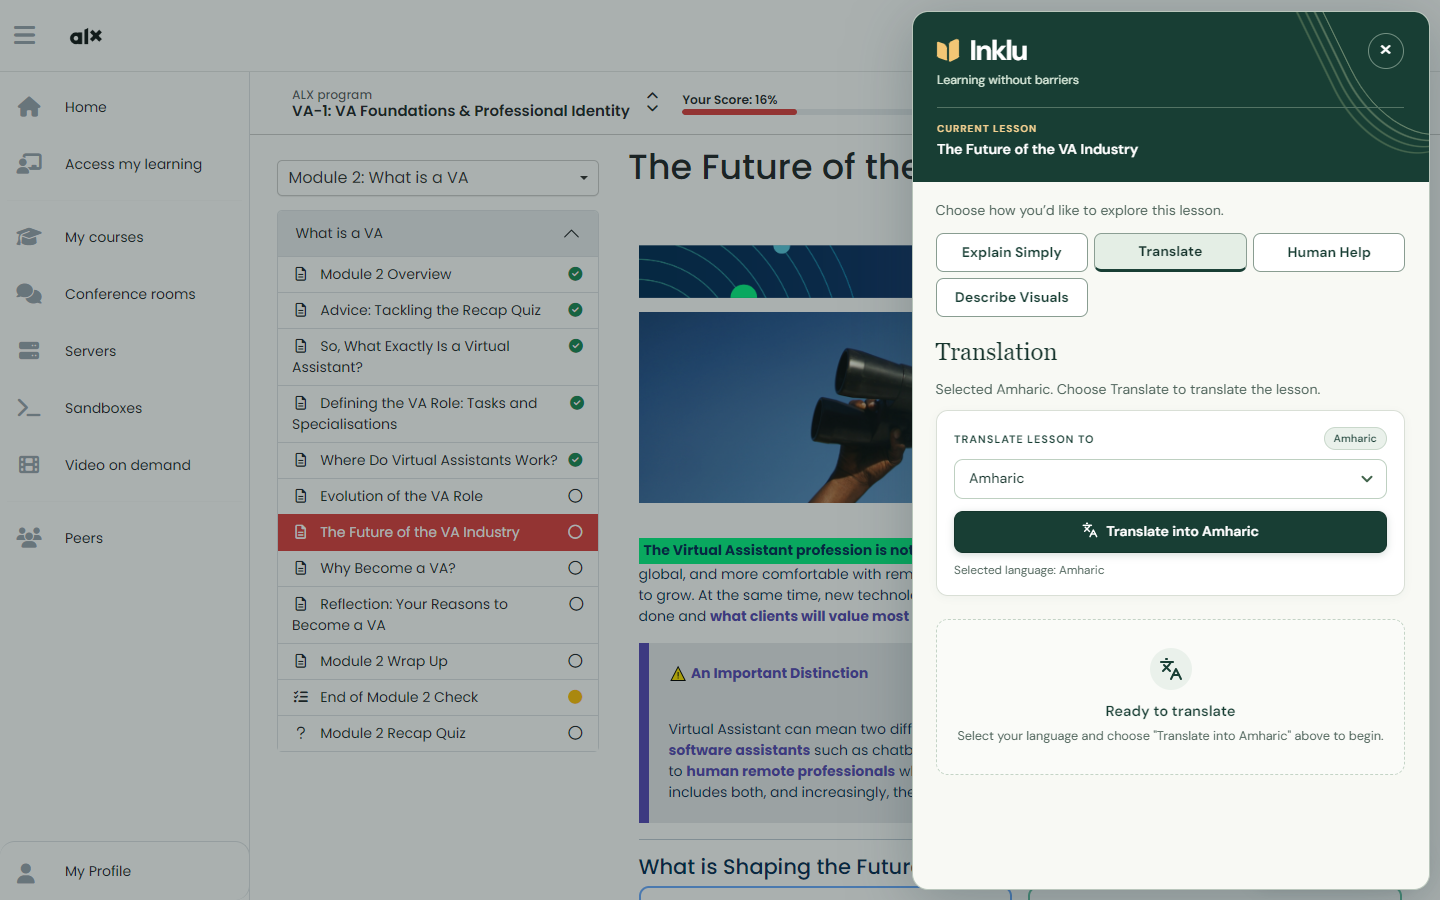 alx
Home
Access my learning
My courses
Conference rooms
Servers
Sandboxes
Video on demand
Peers
My Profile
ALX program
VA-1: VA Foundations & Professional Identity
Your Score: 16%
Module 2: What is a VA
What is a VA
Module 2 Overview
Advice: Tackling the Recap Quiz
So, What Exactly Is a Virtual
Assistant?
Defining the VA Role: Tasks and
Specialisations
Where Do Virtual Assistants Work?
Evolution of the VA Role
The Future of the VA Industry
Why Become a VA?
Reflection: Your Reasons to
Become a VA
Module 2 Wrap Up
End of Module 2 Check
? Module 2 Recap Quiz
The Future of the
The Virtual Assistant profession is not
global, and more comfortable with rem
to grow. At the same time, new technol
done and what clients will value most
An Important Distinction
Virtual Assistant can mean two diff
software assistants such as chatb
to human remote professionals w
includes both, and increasingly, the
What is Shaping the Futur
Inklu
Learning without barriers
CURRENT LESSON
The Future of the VA Industry
Choose how you'd like to explore this lesson.
Explain Simply
Translate
Human Help
Describe Visuals
Translation
Selected Amharic. Choose Translate to translate the lesson.
TRANSLATE LESSON TO
Amharic
Amharic
Translate into Amharic
Selected language: Amharic
Ready to translate
Select your language and choose "Translate into Amharic" above to begin.